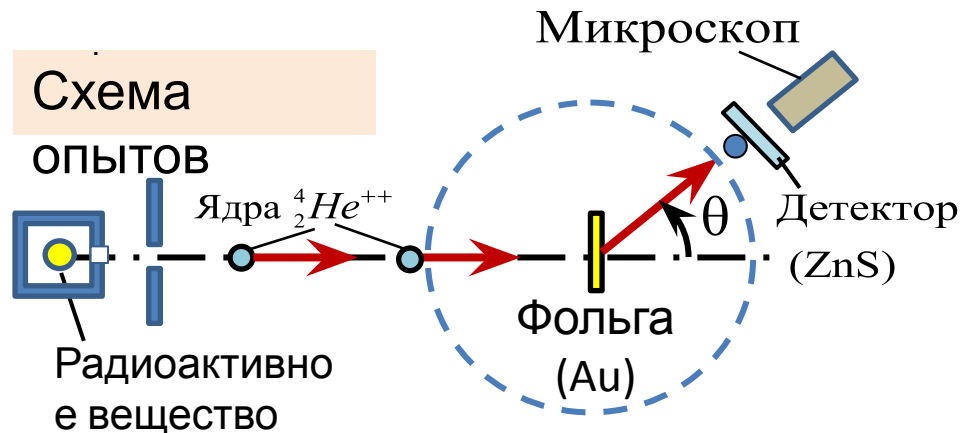 Микроскоп
Схема
опытов
Ядра ⁴₂He⁺⁺
θ
Детектор
(ZnS)
Фольга
(Au)
Радиоактивно
е вещество